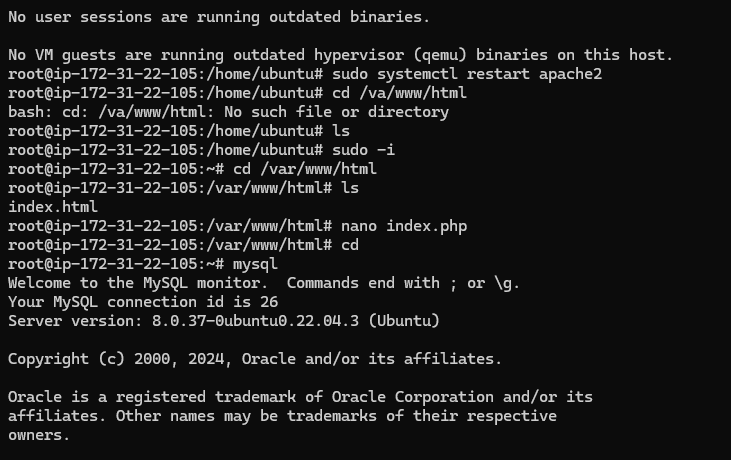 No user sessions are running outdated binaries.
No VM guests are running outdated hypervisor (qemu) binaries on this host.
root@ip-172-31-22-105:/home/ubuntu# sudo systemctl restart apache2
root@ip-172-31-22-105:/home/ubuntu# cd /va/www/html
bash: cd: /va/www/html: No such file or directory
root@ip-172-31-22-105:/home/ubuntu# ls
root@ip-172-31-22-105:/home/ubuntu# sudo -i
root@ip-172-31-22-105:~# cd /var/www/html
root@ip-172-31-22-105:/var/www/html# ls
index.html
root@ip-172-31-22-105:/var/www/html# nano index.php
root@ip-172-31-22-105:/var/www/html# cd
root@ip-172-31-22-105:~# mysql
Welcome to the MySQL monitor.  Commands end with ; or \g.
Your MySQL connection id is 26
Server version: 8.0.37-0ubuntu0.22.04.3 (Ubuntu)
Copyright (c) 2000, 2024, Oracle and/or its affiliates.
Oracle is a registered trademark of Oracle Corporation and/or its
affiliates. Other names may be trademarks of their respective
owners.